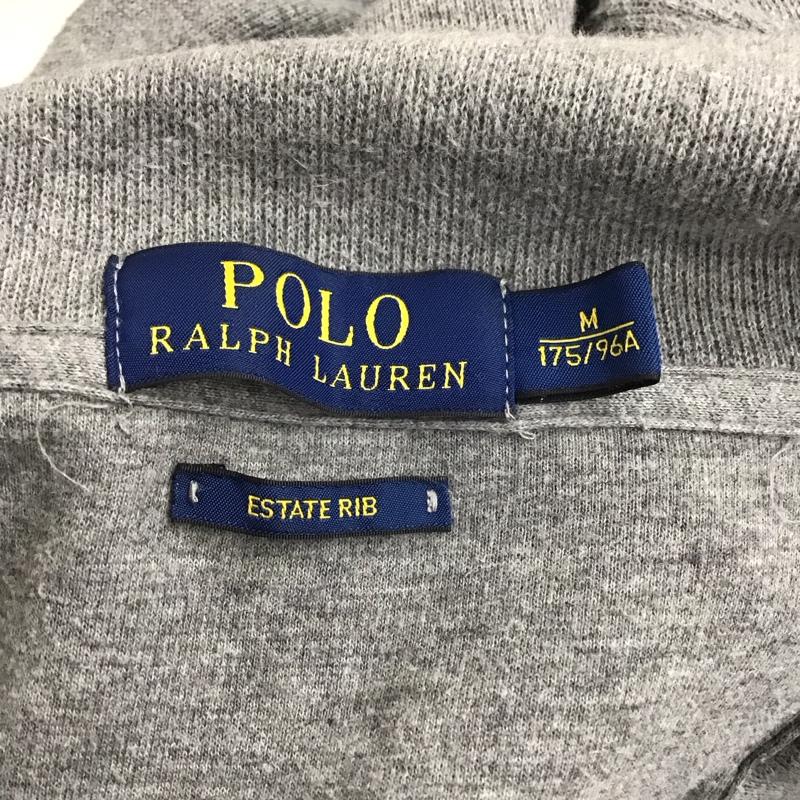 POLO
RALPH LAUREN
M
175/96A
ESTATE RIB